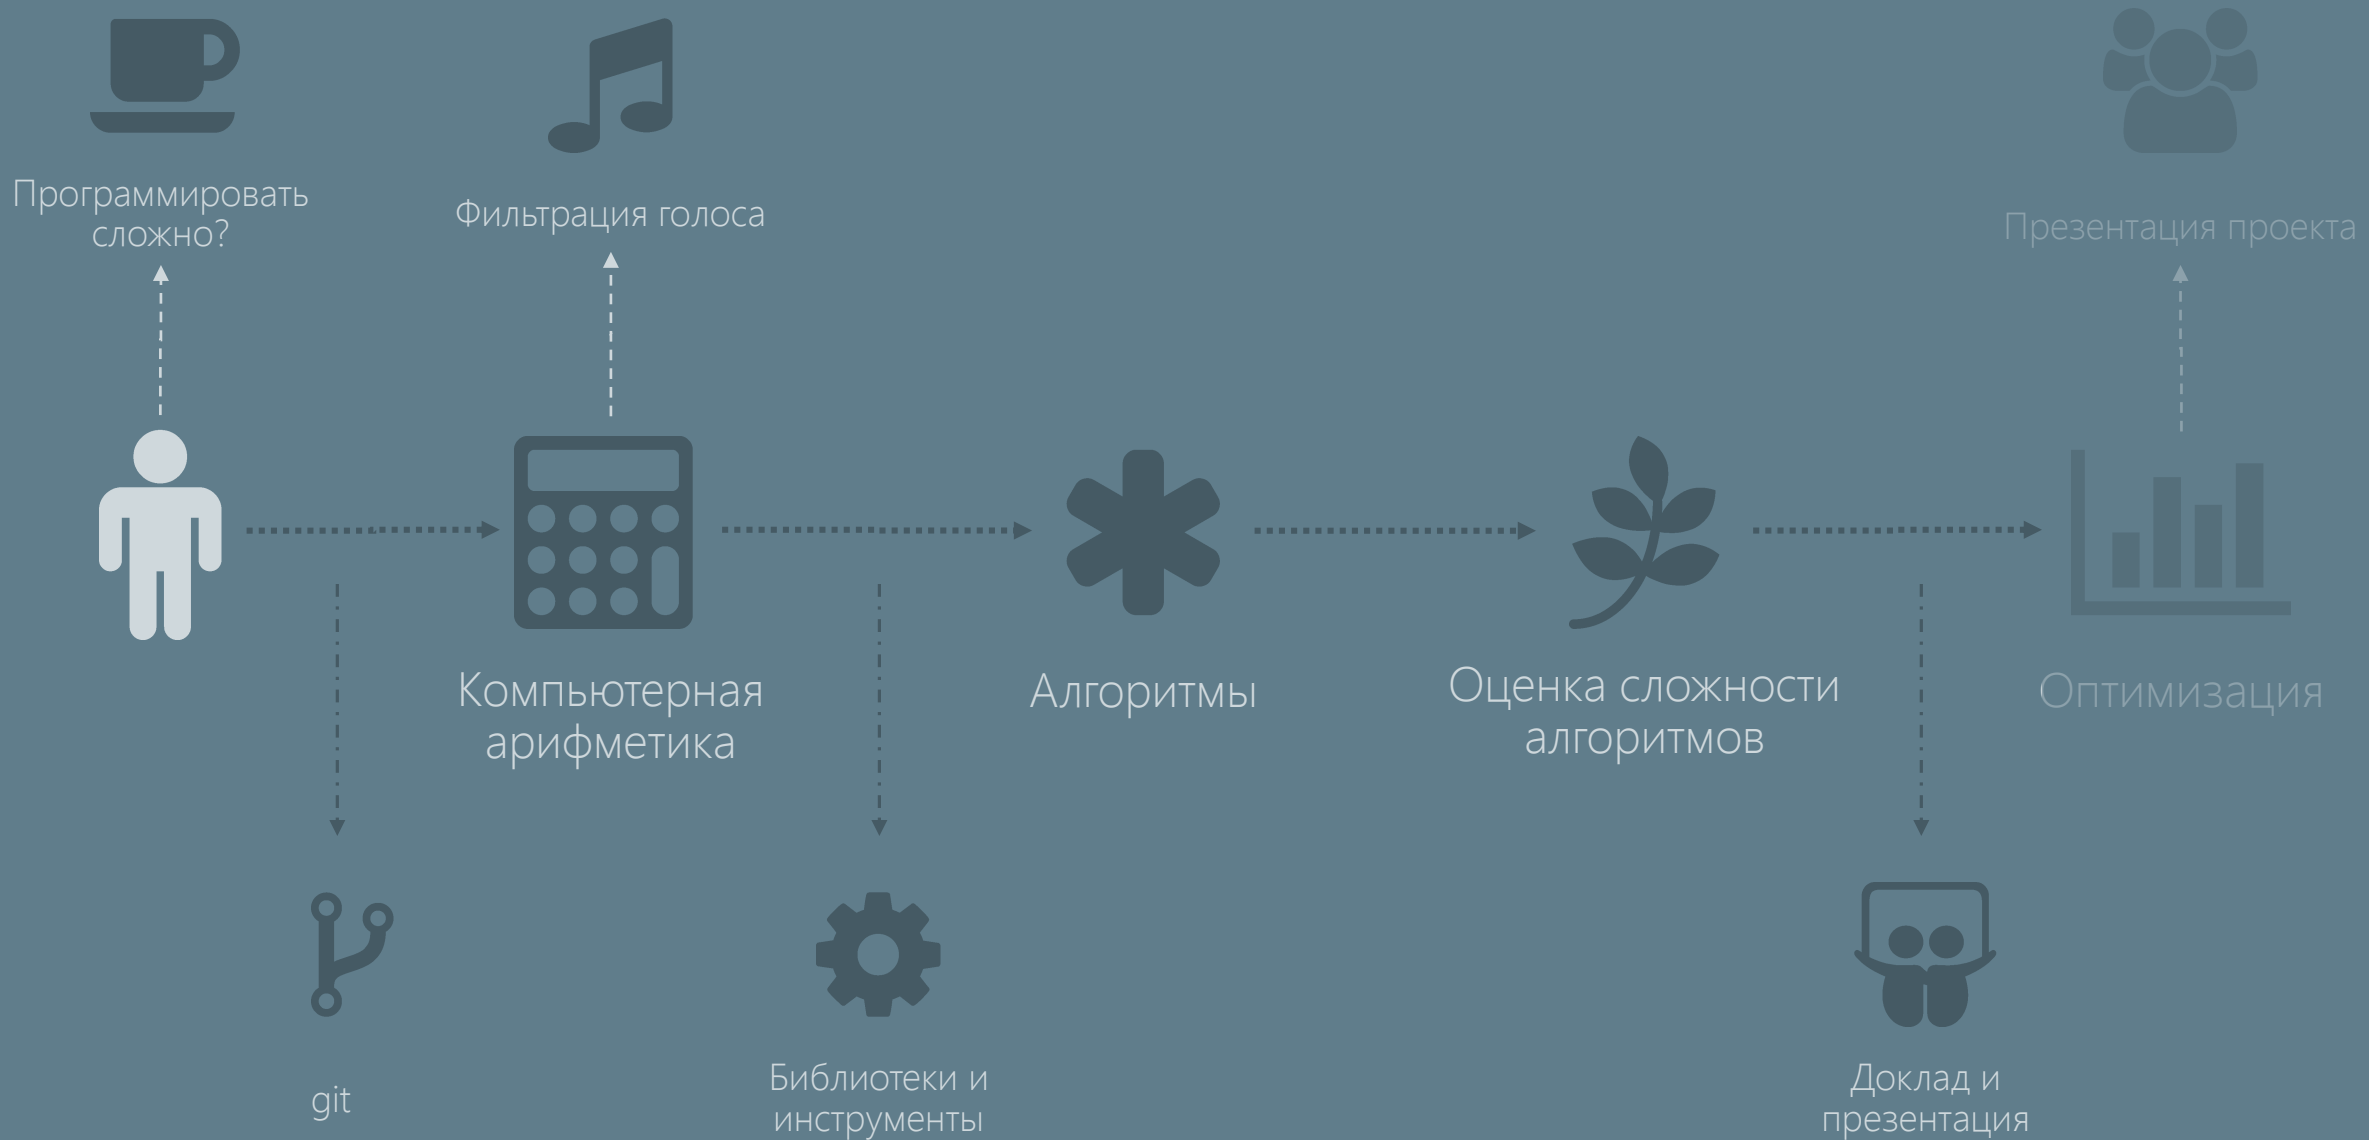 Программировать
сложно?
Фильтрация голоса
Презентация проекта
Компьютерная
арифметика
Алгоритмы
Оценка сложности
алгоритмов
Оптимизация
git
Библиотеки и
инструменты
Доклад и
презентация